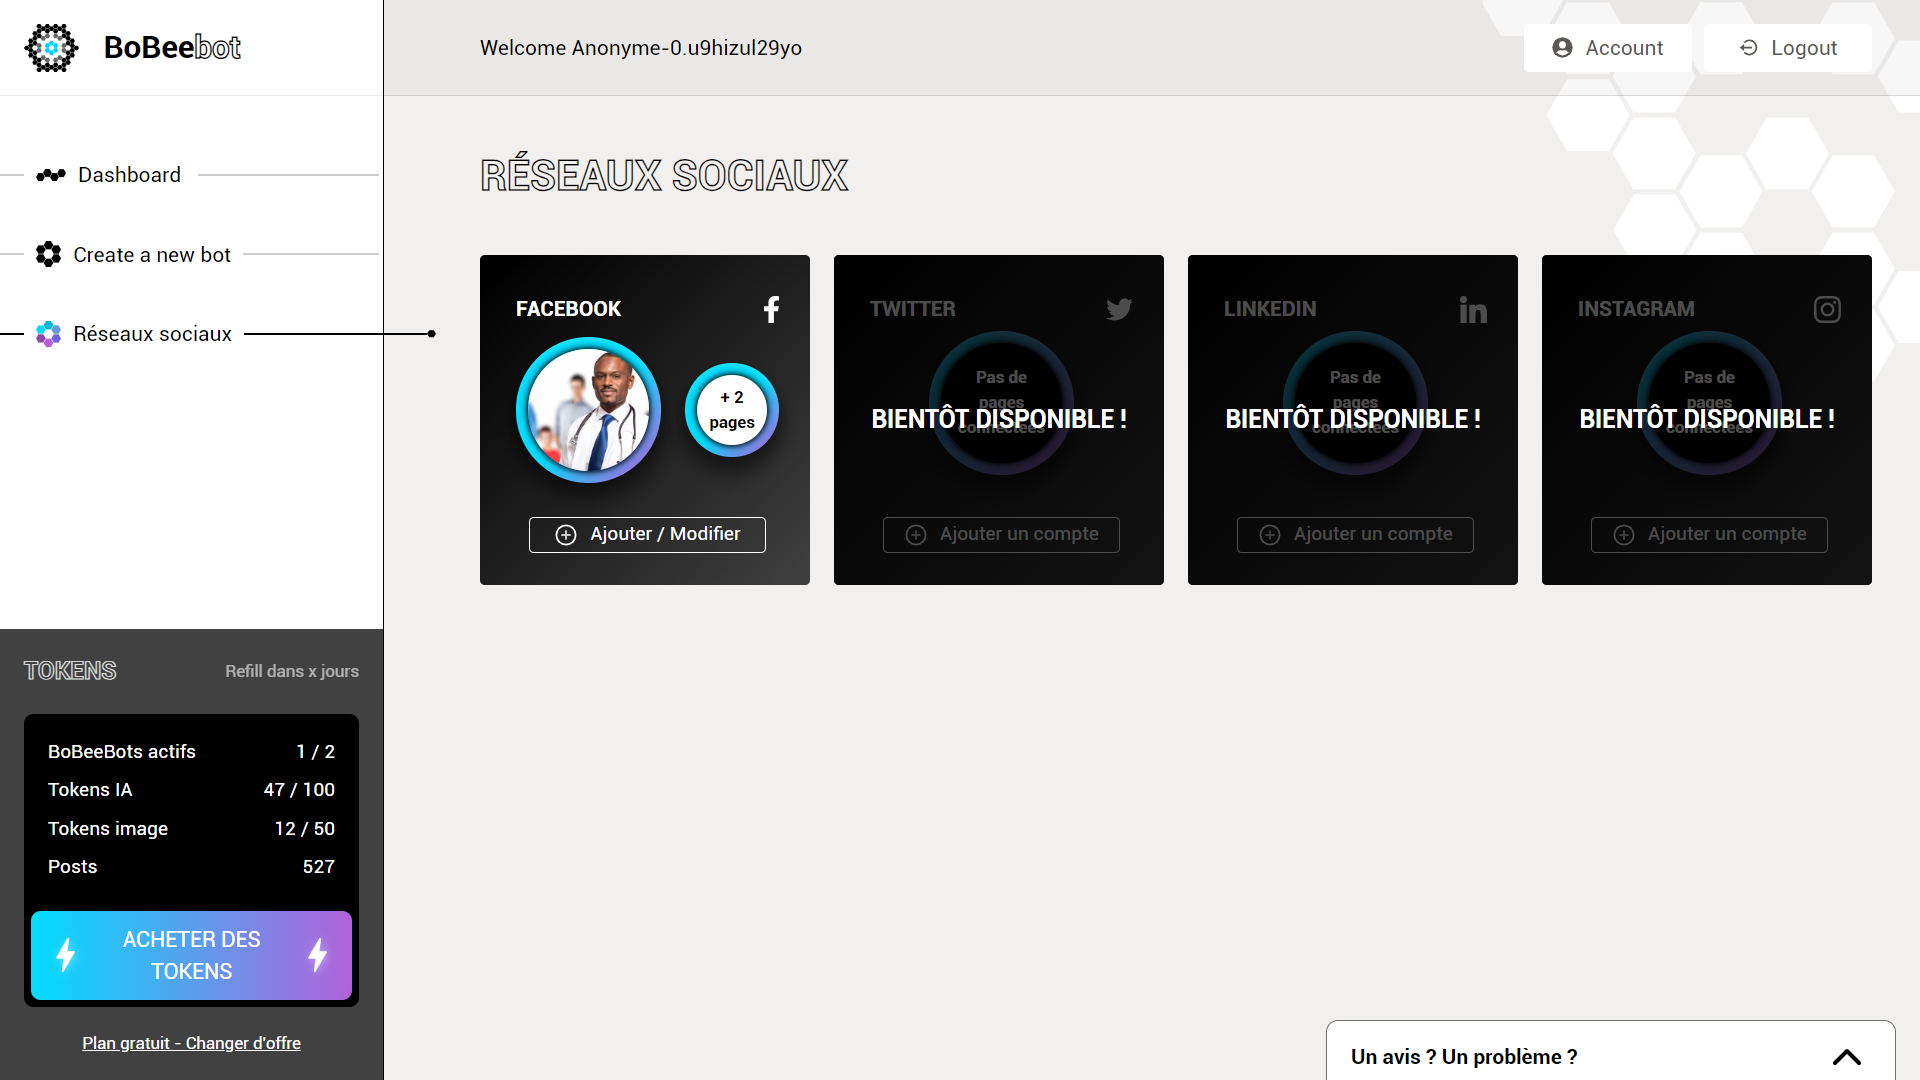 BoBeebot
Welcome Anonyme-0.u9hizul29yo
Account
Logout
Dashboard
Create a new bot
Réseaux sociaux
RÉSEAUX SOCIAUX
FACEBOOK
+ 2
pages
Ajouter / Modifier
TWITTER
Pas de
pages
connectées
BIENTÔT DISPONIBLE !
Ajouter un compte
LINKEDIN
Pas de
pages
connectées
BIENTÔT DISPONIBLE !
Ajouter un compte
INSTAGRAM
Pas de
pages
connectées
BIENTÔT DISPONIBLE !
Ajouter un compte
TOKENS
Refill dans x jours
BoBeeBots actifs 1 / 2
Tokens IA 47 / 100
Tokens image 12 / 50
Posts 527
ACHETER DES
TOKENS
Plan gratuit - Changer d'offre
Un avis ? Un problème ?